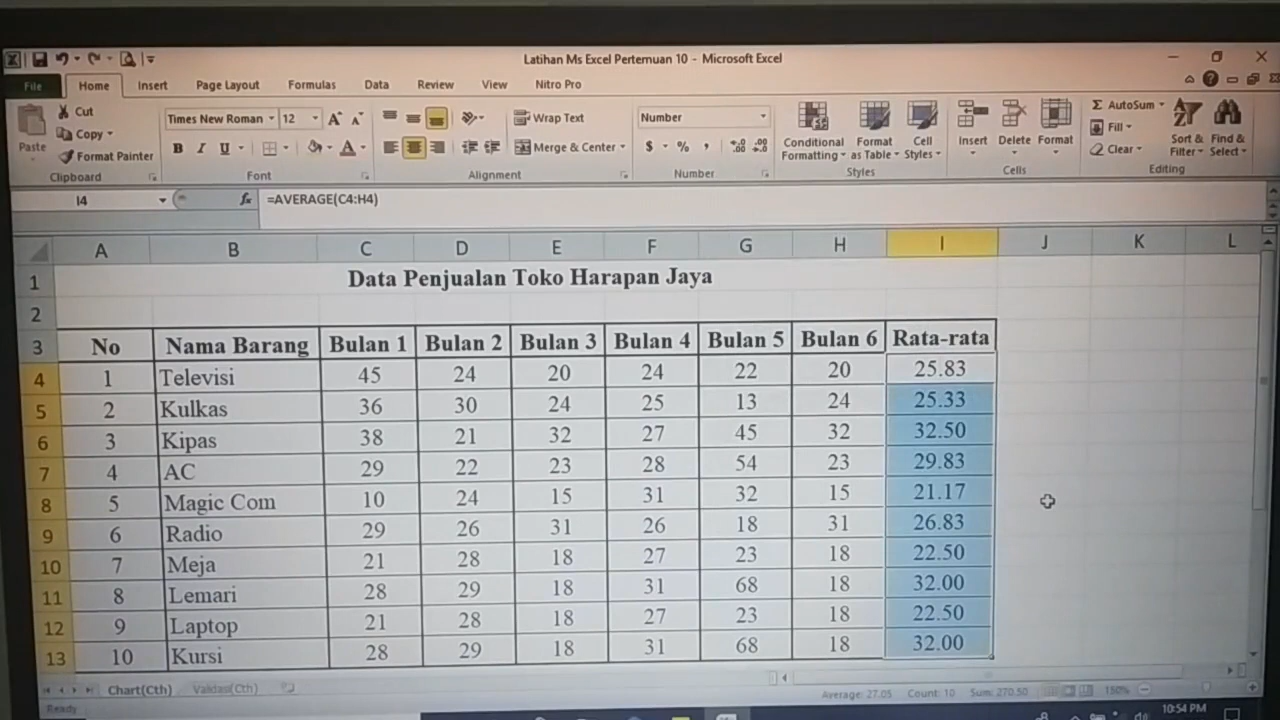 Latihan Ms Excel Pertemuan 10 - Microsoft Excel
File Home Insert Page Layout Formulas Data Review View Nitro Pro
Cut
Copy
Format Painter
Paste
Clipboard
Times New Roman 12
B I U
Font
Wrap Text
Merge & Center
Alignment
Number
$ % ,
Number
Conditional Formatting
Format as Table
Cell Styles
Styles
Insert Delete Format
Cells
Σ AutoSum
Fill
Clear
Sort & Filter
Find & Select
Editing
I4 fx =AVERAGE(C4:H4)
A B C D E F G H I J K L
1 Data Penjualan Toko Harapan Jaya
2
3 No Nama Barang Bulan 1 Bulan 2 Bulan 3 Bulan 4 Bulan 5 Bulan 6 Rata-rata
4 1 Televisi 45 24 20 24 22 20 25.83
5 2 Kulkas 36 30 24 25 13 24 25.33
6 3 Kipas 38 21 32 27 45 32 32.50
7 4 AC 29 22 23 28 54 23 29.83
8 5 Magic Com 10 24 15 31 32 15 21.17
9 6 Radio 29 26 31 26 18 31 26.83
10 7 Meja 21 28 18 27 23 18 22.50
11 8 Lemari 28 29 18 31 68 18 32.00
12 9 Laptop 21 28 18 27 23 18 22.50
13 10 Kursi 28 29 18 31 68 18 32.00
Chart(Cth) Validasi(Cth)
Ready Average: 27.05 Count: 10 Sum: 270.50 150%
10:54 PM